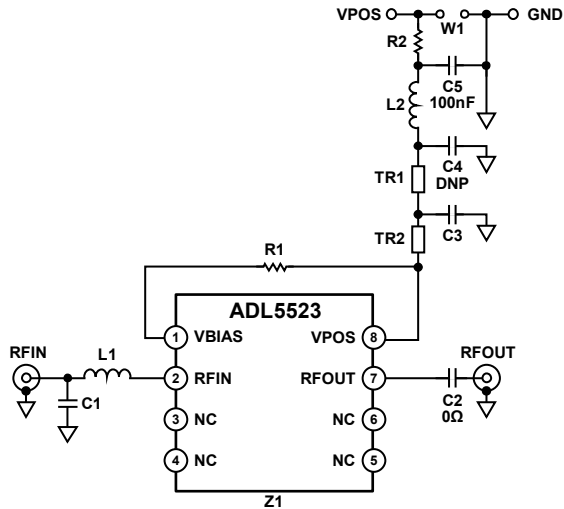 VPOS
W1
GND
R2
C5
100nF
L2
C4
DNP
TR1
C3
TR2
R1
ADL5523
1
VBIAS
VPOS
8
RFIN
L1
RFOUT
2
RFIN
RFOUT
7
C1
C2
0Ω
3
NC
NC
6
4
NC
NC
5
Z1